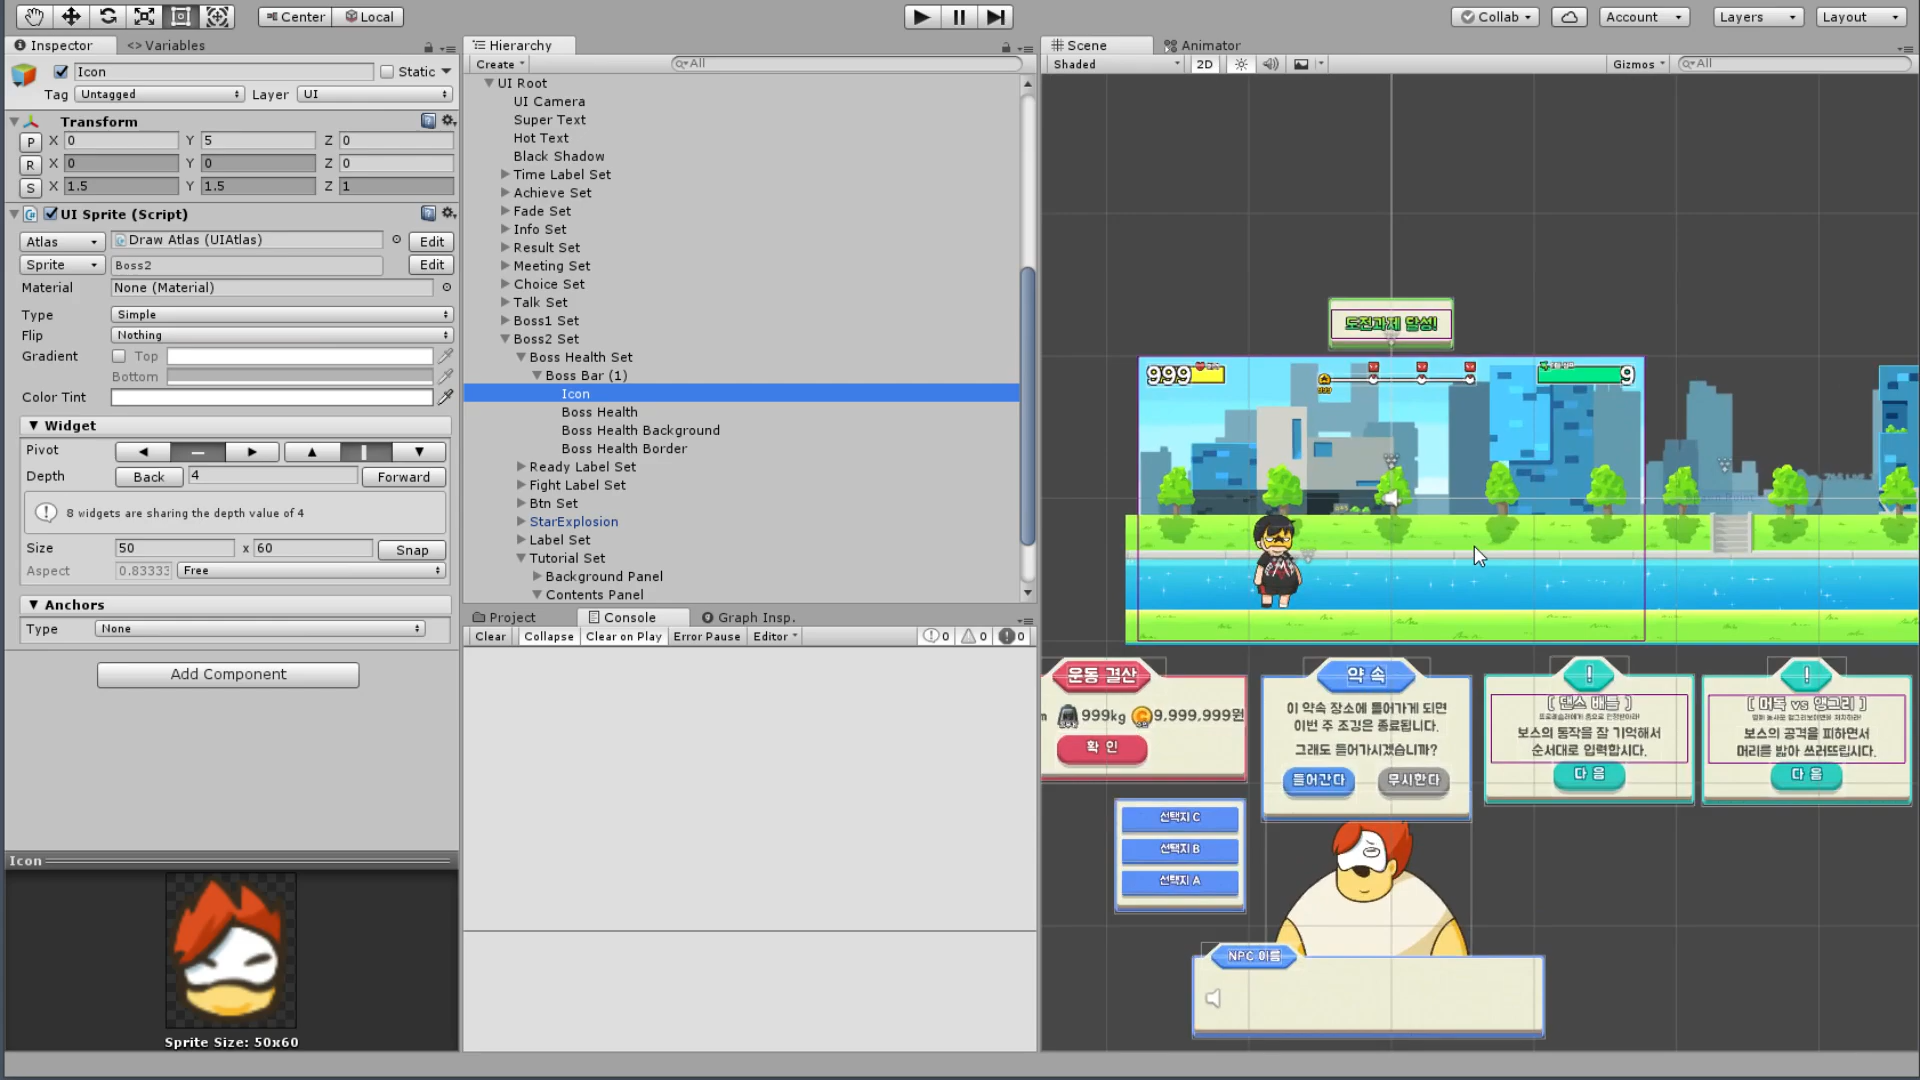 Center
Local
Collab
Account
Layers
Layout
Inspector
<> Variables
Icon
Static
Tag
Untagged
Layer
UI
Transform
P X 0 Y 5 Z 0
R X 0 Y 0 Z 0
S X 1.5 Y 1.5 Z 1
UI Sprite (Script)
Atlas
Draw Atlas (UIAtlas)
Edit
Sprite
Boss2
Edit
Material
None (Material)
Type
Simple
Flip
Nothing
Gradient
Top
Bottom
Color Tint
Widget
Pivot
Depth
Back
4
Forward
8 widgets are sharing the depth value of 4
Size
50
x 60
Snap
Aspect
0.83333
Free
Anchors
Type
None
Add Component
Icon
Sprite Size: 50x60
Hierarchy
Create
All
UI Root
UI Camera
Super Text
Hot Text
Black Shadow
Time Label Set
Achieve Set
Fade Set
Info Set
Result Set
Meeting Set
Choice Set
Talk Set
Boss1 Set
Boss2 Set
Boss Health Set
Boss Bar (1)
Icon
Boss Health
Boss Health Background
Boss Health Border
Ready Label Set
Fight Label Set
Btn Set
StarExplosion
Label Set
Tutorial Set
Background Panel
Contents Panel
Project
Console
Graph Insp.
Clear
Collapse
Clear on Play
Error Pause
Editor
0
0
0
Scene
Animator
Shaded
2D
Gizmos
All
도전과제 달성!
999
9
운동 결산
m
999kg
9,999,999원
확 인
약 속
이 약속 장소에 들어가게 되면
이번 주 조깅은 종료됩니다.
그래도 들어가시겠습니까?
들어간다
무시한다
!
[ 댄스 배틀 ]
보스의 동작을 잘 기억해서
순서대로 입력합시다.
다 음
!
[ 머독 vs 앵그리 ]
보스의 공격을 피하면서
머리를 밟아 쓰러뜨립시다.
다 음
선택지 C
선택지 B
선택지 A
NPC 이름